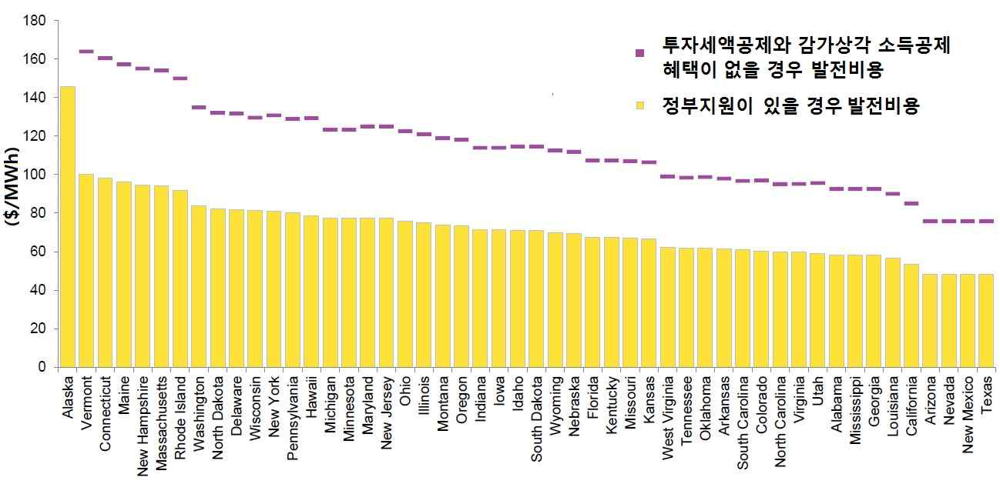 180
160
140
120
100
80
60
40
20
0
($/MWh)
투자세액공제와 감가상각 소득공제
혜택이 없을 경우 발전비용
정부지원이 있을 경우 발전비용
Alaska
Vermont
Connecticut
Maine
New Hampshire
Massachusetts
Rhode Island
Washington
North Dakota
Delaware
Wisconsin
New York
Pennsylvania
Hawaii
Michigan
Minnesota
Maryland
New Jersey
Ohio
Illinois
Montana
Oregon
Indiana
Iowa
Idaho
South Dakota
Wyoming
Nebraska
Florida
Kentucky
Missouri
Kansas
West Virginia
Tennessee
Oklahoma
Arkansas
South Carolina
Colorado
North Carolina
Virginia
Utah
Alabama
Mississippi
Georgia
Louisiana
California
Arizona
Nevada
New Mexico
Texas